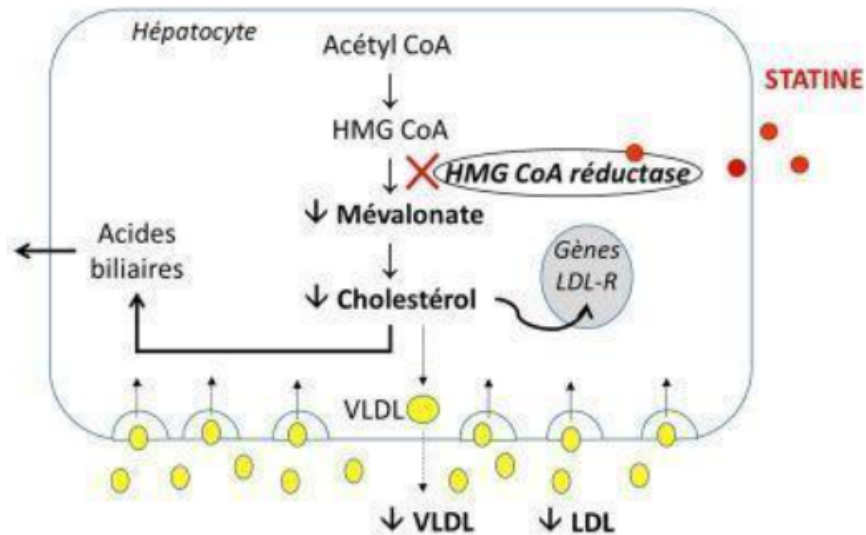 Hépatocyte
Acétyl CoA
STATINE
HMG CoA
HMG CoA réductase
↓ Mévalonate
Acides
biliaires
Gènes
LDL-R
↓ Cholestérol
VLDL
↓ VLDL
↓ LDL